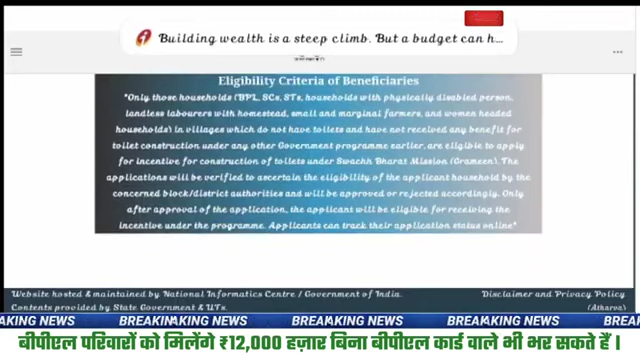 Building wealth is a steep climb. But a budget can h...
Eligibility Criteria of Beneficiaries
"Only those households (BPL, SCs, STs, households with physically disabled person,
landless labourers with homestead, small and marginal farmers, and women headed
households) in villages which do not have toilets and have not received any benefit for
toilet construction under any other Government programme earlier, are eligible to apply
for incentive for construction of toilets under Swachh Bharat Mission (Grameen). The
applications will be verified to ascertain the eligibility of the applicant household by the
concerned block/district authorities and will be approved or rejected accordingly. Only
after approval of the application, the applicant will be eligible for receiving the
incentive under the programme. Applicants can track their application status online"
Website hosted & maintained by National Informatics Centre / Government of India.
Disclaimer and Privacy Policy
Contents provided by State Government & UTs.
(Atharva)
AKING NEWS BREAKING NEWS BREAKING NEWS BREAKING NEWS
बीपीएल परिवारों को मिलेंगे ₹12,000 हज़ार बिना बीपीएल कार्ड वाले भी भर सकते हैं ।